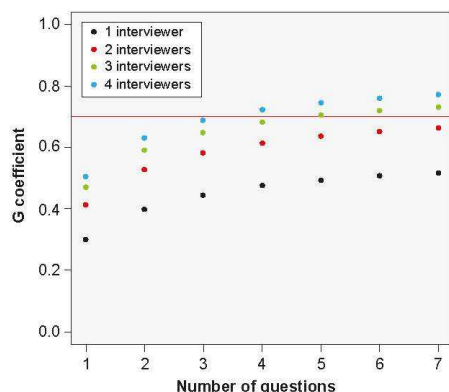 1.0
1 interviewer
2 interviewers
3 interviewers
4 interviewers
0.8
0.6
0.4
0.2
0.0
G coefficient
1 2 3 4 5 6 7
Number of questions